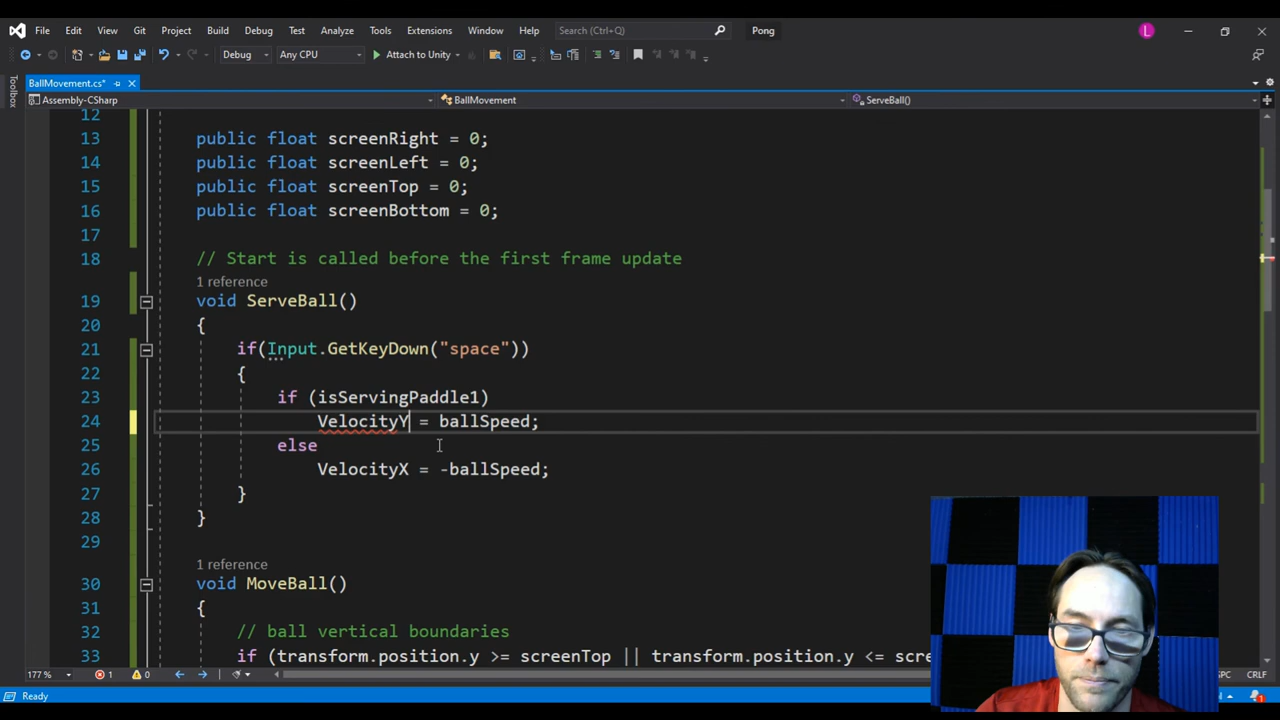 File Edit View Git Project Build Debug Test Analyze Tools Extensions Window Help Search (Ctrl+Q) Pong L
Debug Any CPU Attach to Unity
BallMovement.cs*
Assembly-CSharp BallMovement ServeBall()
Toolbox
12
13 public float screenRight = 0;
14 public float screenLeft = 0;
15 public float screenTop = 0;
16 public float screenBottom = 0;
17
18 // Start is called before the first frame update
1 reference
19 void ServeBall()
20 {
21 if(Input.GetKeyDown("space"))
22 {
23 if (isServingPaddle1)
24 VelocityY = ballSpeed;
25 else
26 VelocityX = -ballSpeed;
27 }
28 }
29
1 reference
30 void MoveBall()
31 {
32 // ball vertical boundaries
33 if (transform.position.y >= screenTop || transform.position.y <= scre
177 % 1 0 SPC CRLF
Ready 1